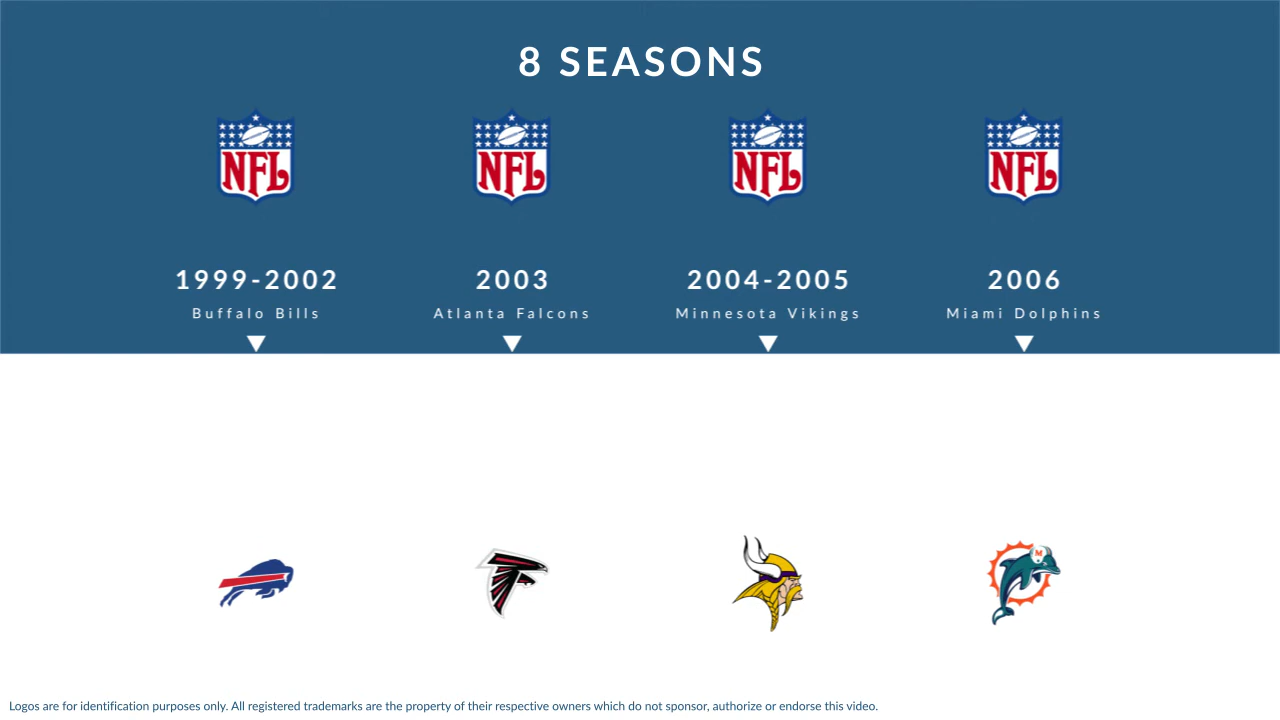 8 SEASONS
NFL NFL NFL NFL
1999-2002 2003 2004-2005 2006
Buffalo Bills Atlanta Falcons Minnesota Vikings Miami Dolphins
M
Logos are for identification purposes only. All registered trademarks are the property of their respective owners which do not sponsor, authorize or endorse this video.